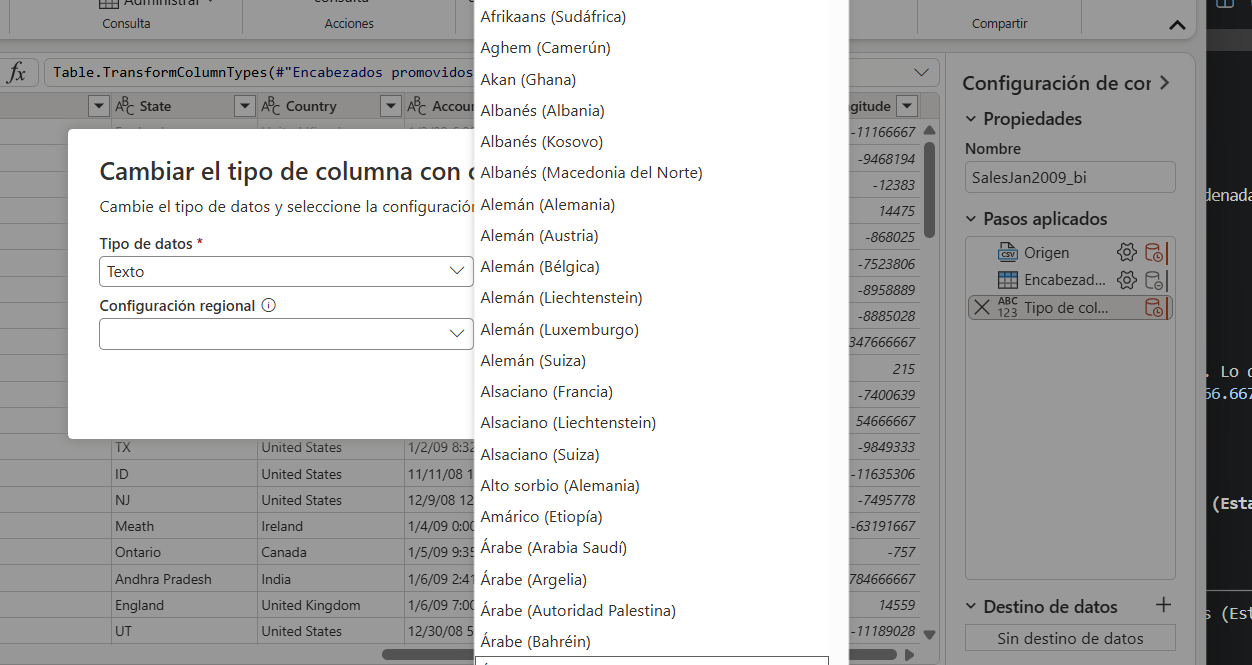 Administrar
Consulta
Acciones
Compartir
fx
Table.TransformColumnTypes(#"Encabezados promovidos
State
Country
Accou
gitude
Cambiar el tipo de columna con c
Cambie el tipo de datos y seleccione la configuración
Tipo de datos *
Texto
Configuración regional
Afrikaans (Sudáfrica)
Aghem (Camerún)
Akan (Ghana)
Albanés (Albania)
Albanés (Kosovo)
Albanés (Macedonia del Norte)
Alemán (Alemania)
Alemán (Austria)
Alemán (Bélgica)
Alemán (Liechtenstein)
Alemán (Luxemburgo)
Alemán (Suiza)
Alsaciano (Francia)
Alsaciano (Liechtenstein)
Alsaciano (Suiza)
Alto sorbio (Alemania)
Amárico (Etiopía)
Árabe (Arabia Saudí)
Árabe (Argelia)
Árabe (Autoridad Palestina)
Árabe (Bahréin)
TX United States 1/2/09 8:32
ID United States 11/11/08 1
NJ United States 12/9/08 12
Meath Ireland 1/4/09 0:00
Ontario Canada 1/5/09 9:35
Andhra Pradesh India 1/6/09 2:41
England United Kingdom 1/6/09 7:00
UT United States 12/30/08 5
-11166667
-9468194
-12383
14475
-868025
-7523806
-8958889
-8885028
347666667
215
-7400639
54666667
-9849333
-11635306
-7495778
-63191667
-757
784666667
14559
-11189028
Configuración de cor
Propiedades
Nombre
SalesJan2009_bi
Pasos aplicados
Origen
Encabezad...
Tipo de col...
Destino de datos
Sin destino de datos
denada
. Lo
66.667
(Esta
s (Est